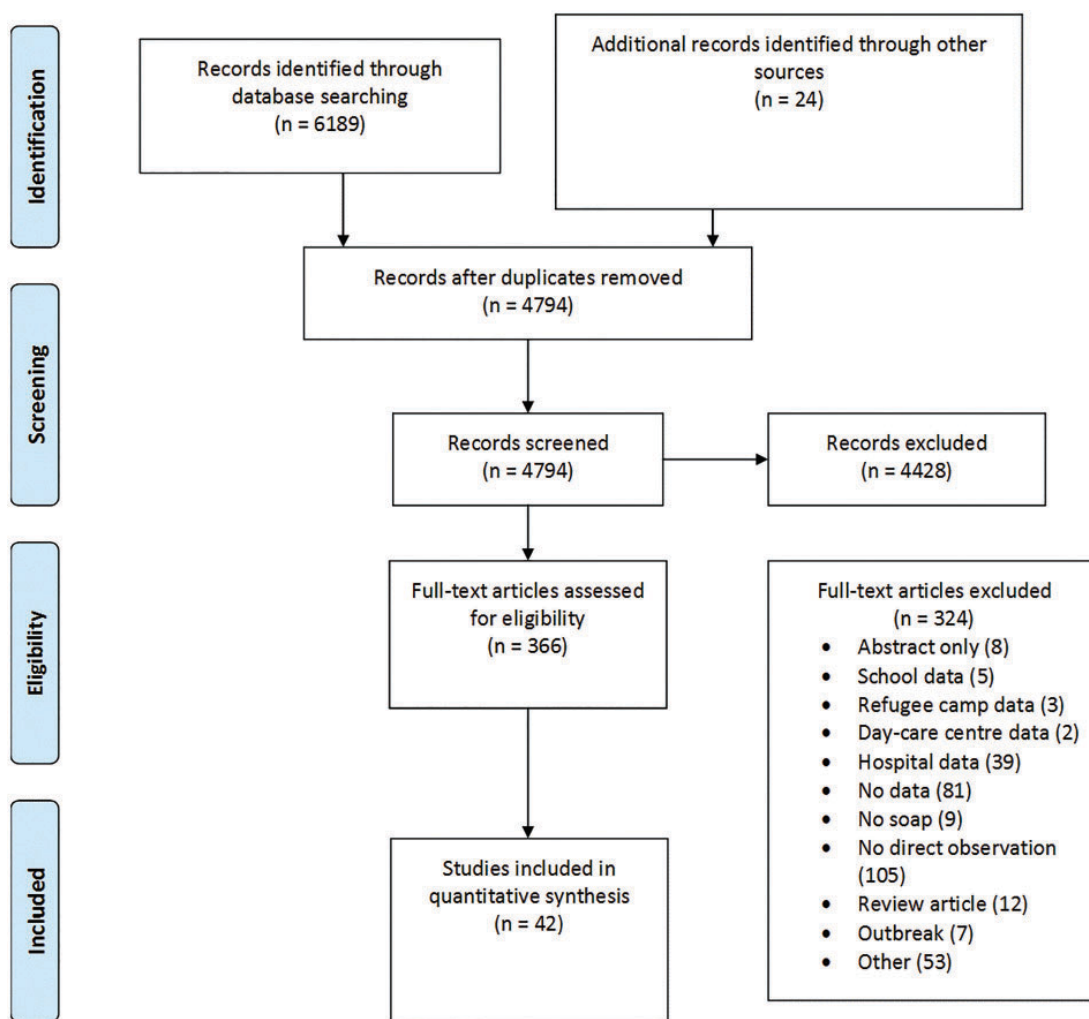 Identification
Records identified through
database searching
(n = 6189)
Additional records identified through other
sources
(n = 24)
Screening
Records after duplicates removed
(n = 4794)
Records screened
(n = 4794)
Records excluded
(n = 4428)
Eligibility
Full-text articles assessed
for eligibility
(n = 366)
Full-text articles excluded
(n = 324)
• Abstract only (8)
• School data (5)
• Refugee camp data (3)
• Day-care centre data (2)
• Hospital data (39)
• No data (81)
• No soap (9)
• No direct observation
(105)
• Review article (12)
• Outbreak (7)
• Other (53)
Included
Studies included in
quantitative synthesis
(n = 42)